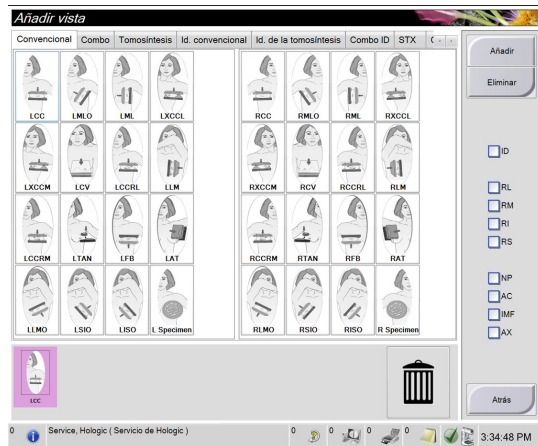 Añadir vista
Convencional Combo Tomosíntesis Id. convencional Id. de la tomosíntesis Combo ID STX
LCC LMLO LML LXCCL RCC RMLO RML RXCCL
LXCCM LCV LCCRL LLM RXCCM RCV RCCRL RLM
LCCRM LTAN LFB LAT RCCRM RTAN RFB RAT
LLMO LSIO LISO L Specimen RLMO RSIO RISO R Specimen
LCC
Añadir
Eliminar
ID
RL
RM
RI
RS
NP
AC
IMF
AX
Atrás
0 Service, Hologic ( Servicio de Hologic ) 0 0 0 0 3:34:48 PM